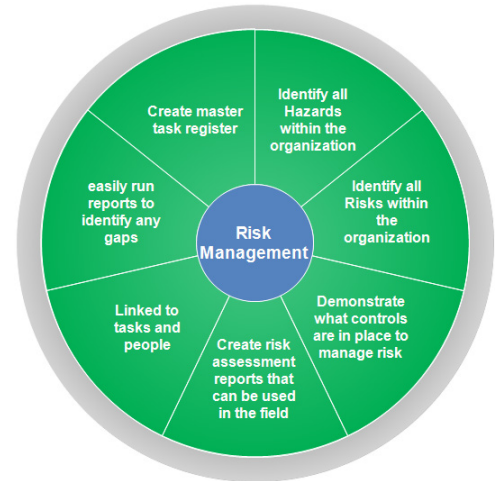 Identify all
Hazards
within the
organization
Identify all
Risks within
the
organization
Demonstrate
what controls
are in place to
manage risk
Create risk
assessment
reports that
can be used
in the field
Linked to
tasks and
people
easily run
reports to
identify any
gaps
Create master
task register
Risk
Management